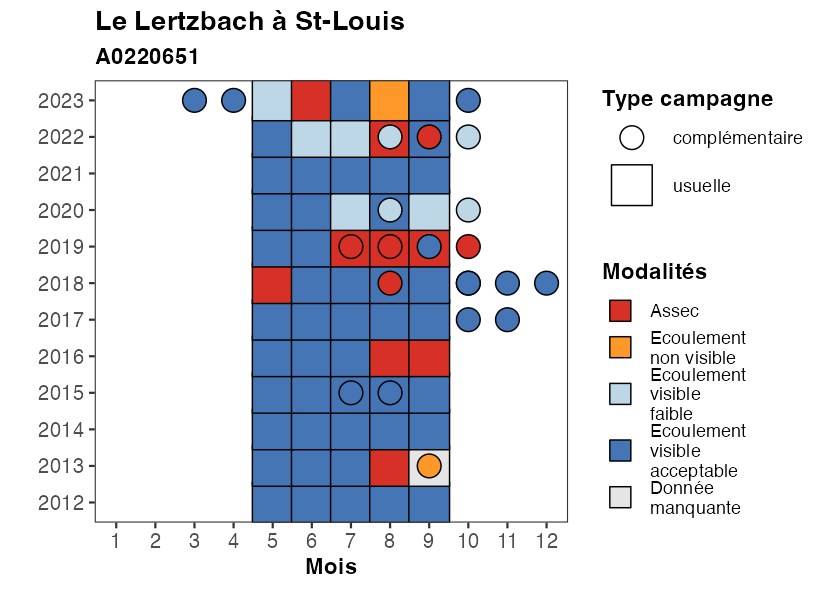 Le Lertzbach à St-Louis
A0220651
2023
2022
2021
2020
2019
2018
2017
2016
2015
2014
2013
2012
1 2 3 4 5 6 7 8 9 10 11 12
Mois
Type campagne
complémentaire
usuelle
Modalités
Assec
Ecoulement
non visible
Ecoulement
visible
faible
Ecoulement
visible
acceptable
Donnée
manquante